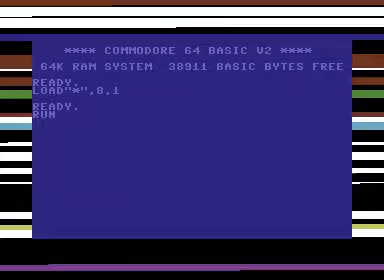 **** COMMODORE 64 BASIC V2 ****
64K RAM SYSTEM  38911 BASIC BYTES FREE
READY.
LOAD"*",8,1
READY.
RUN